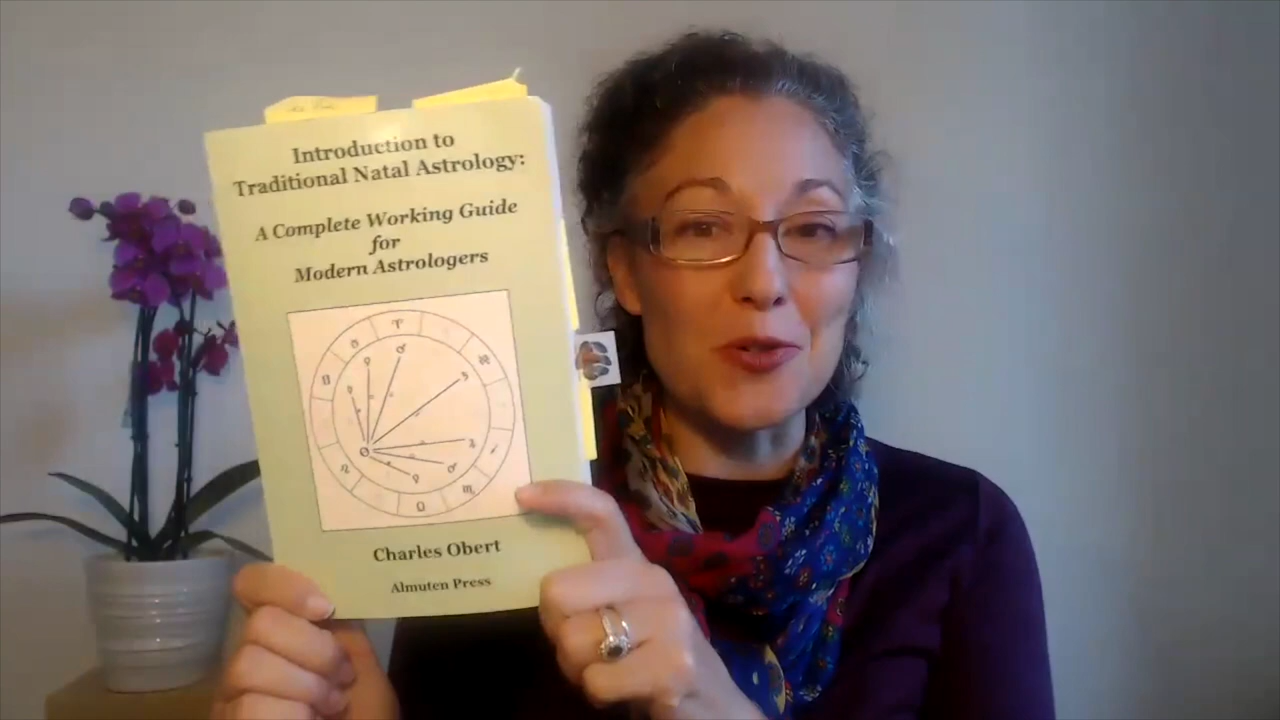 Introduction to
Traditional Natal Astrology:
A Complete Working Guide
for
Modern Astrologers
Charles Obert
Almuten Press